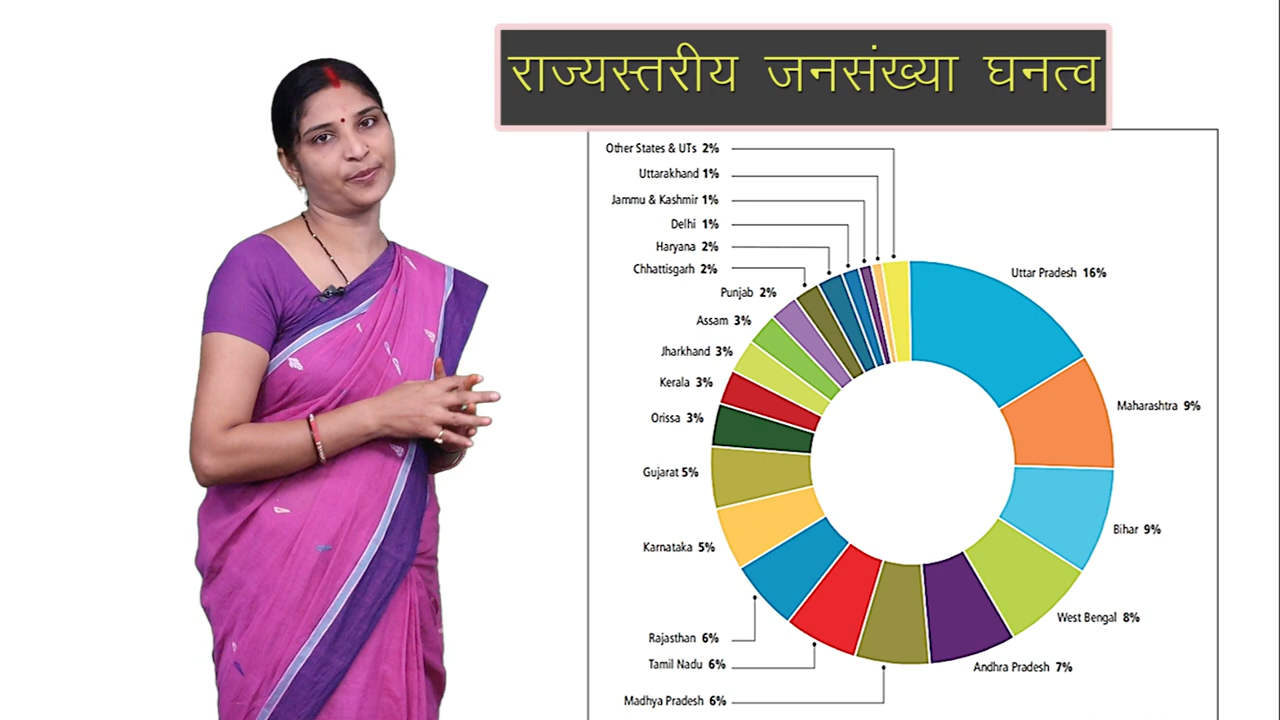 राज्यस्तरीय जनसंख्या घनत्व
Other States & UTs 2%
Uttarakhand 1%
Jammu & Kashmir 1%
Delhi 1%
Haryana 2%
Chhattisgarh 2%
Punjab 2%
Assam 3%
Jharkhand 3%
Kerala 3%
Orissa 3%
Gujarat 5%
Karnataka 5%
Rajasthan 6%
Tamil Nadu 6%
Madhya Pradesh 6%
Uttar Pradesh 16%
Maharashtra 9%
Bihar 9%
West Bengal 8%
Andhra Pradesh 7%